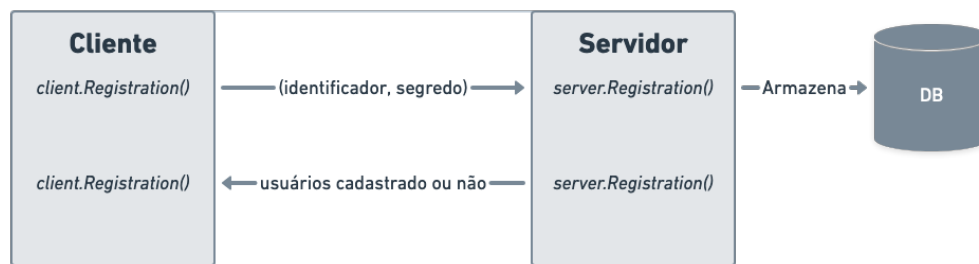 Cliente
Servidor
client.Registration()
(identificador, segredo)
server.Registration()
Armazena
DB
client.Registration()
usuários cadastrado ou não
server.Registration()